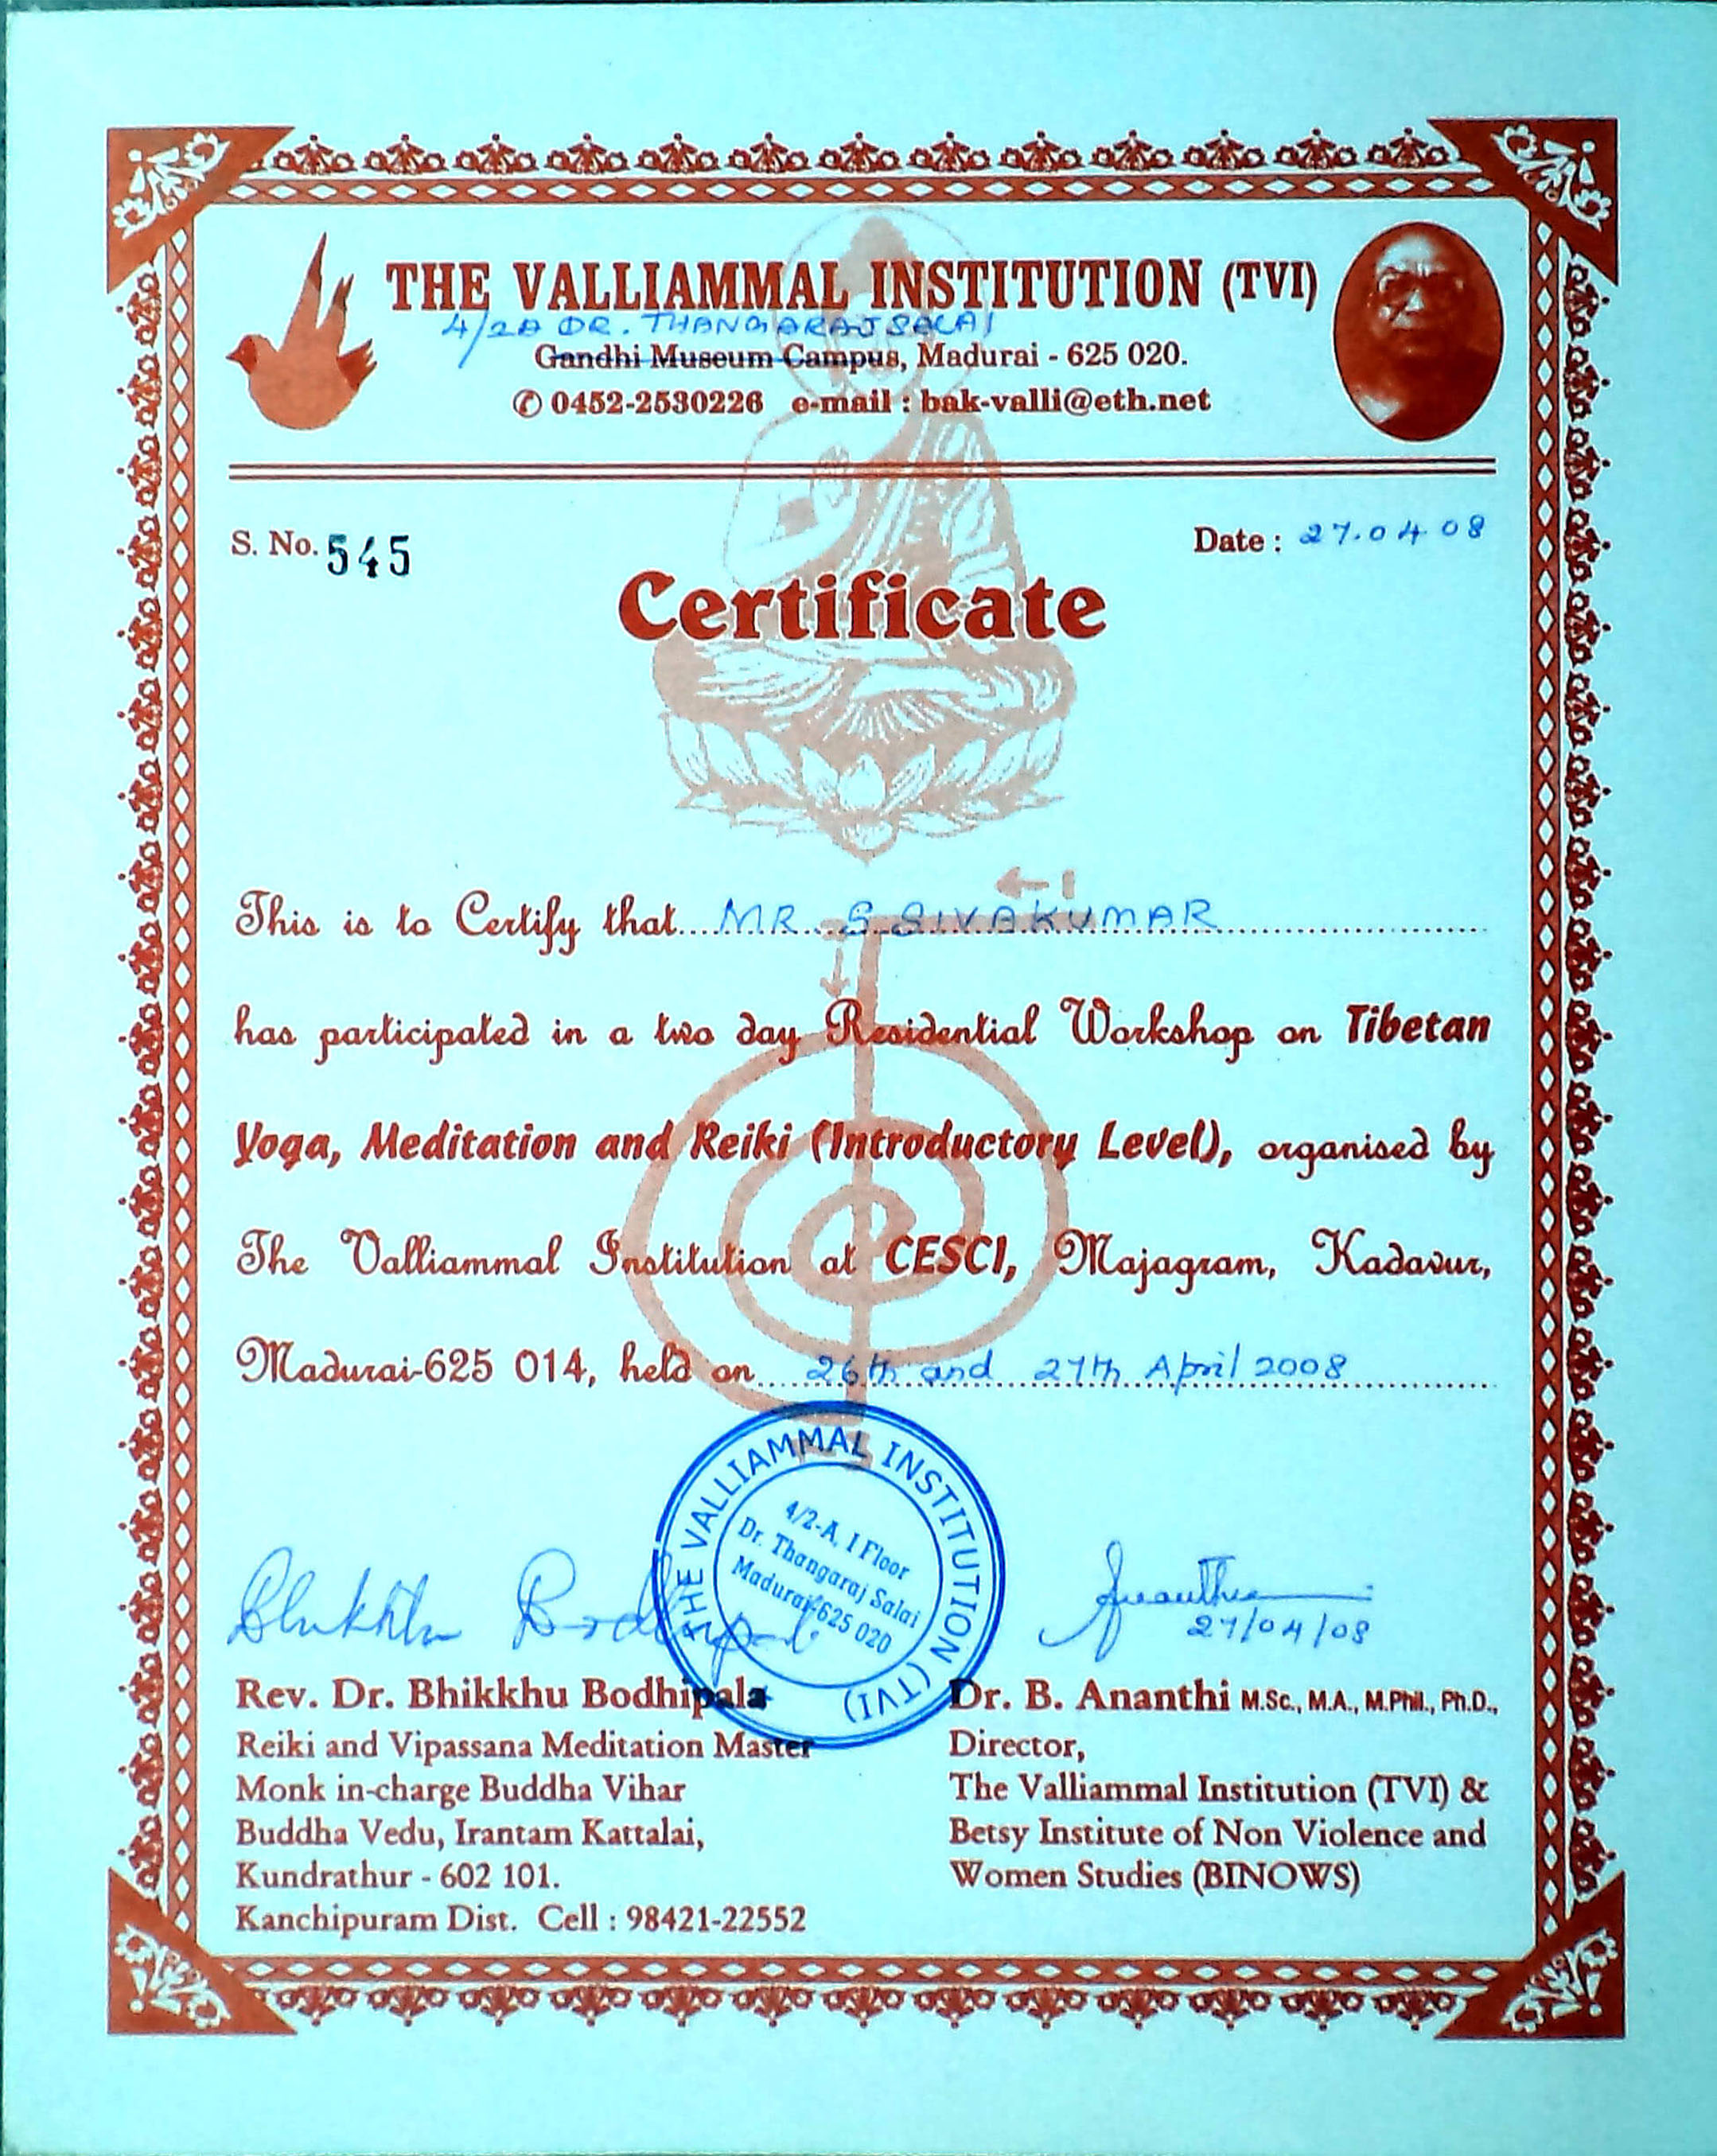 THE VALLIAMMAL INSTITUTION (TVI)
4/2A DR. THANGARAJ SALAI
Gandhi Museum Campus, Madurai - 625 020.
✆ 0452-2530226 e-mail : bak-valli@eth.net
S. No. 545
Date : 27.04.08
Certificate
This is to Certify that MR. S. SIVAKUMAR
has participated in a two day Residential Workshop on Tibetan
Yoga, Meditation and Reiki (Introductory Level), organised by
The Valliammal Institution at CESCI, Majagram, Kadavur,
Madurai-625 014, held on 26th and 27th April 2008
THE VALLIAMMAL INSTITUTION (TVI)
4/2-A, I Floor
Dr. Thangaraj Salai
Madurai-625 020
Bhikkhu Bodhipala
Ananthi
27/04/08
Rev. Dr. Bhikkhu Bodhipala
Reiki and Vipassana Meditation Master
Monk in-charge Buddha Vihar
Buddha Vedu, Irantam Kattalai,
Kundrathur - 602 101.
Kanchipuram Dist. Cell : 98421-22552
Dr. B. Ananthi M.Sc., M.A., M.Phil., Ph.D.,
Director,
The Valliammal Institution (TVI) &
Betsy Institute of Non Violence and
Women Studies (BINOWS)